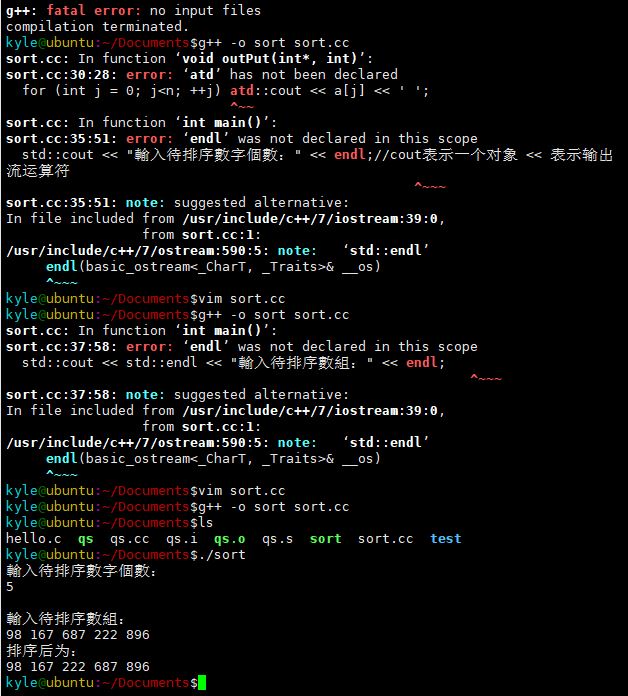 g++: fatal error: no input files
compilation terminated.
kyle@ubuntu:~/Documents$g++ -o sort sort.cc
sort.cc: In function ‘void outPut(int*, int)’:
sort.cc:30:28: error: ‘atd’ has not been declared
  for (int j = 0; j<n; ++j) atd::cout << a[j] << ' ';
                            ^~~
sort.cc: In function ‘int main()’:
sort.cc:35:51: error: ‘endl’ was not declared in this scope
  std::cout << "輸入待排序數字個數：" << endl;//cout表示一个对象 << 表示输出
流运算符
                                                   ^~~~
sort.cc:35:51: note: suggested alternative:
In file included from /usr/include/c++/7/iostream:39:0,
                 from sort.cc:1:
/usr/include/c++/7/ostream:590:5: note:   ‘std::endl’
     endl(basic_ostream<_CharT, _Traits>& __os)
     ^~~~
kyle@ubuntu:~/Documents$vim sort.cc
kyle@ubuntu:~/Documents$g++ -o sort sort.cc
sort.cc: In function ‘int main()’:
sort.cc:37:58: error: ‘endl’ was not declared in this scope
  std::cout << std::endl << "輸入待排序數組：" << endl;
                                                          ^~~~
sort.cc:37:58: note: suggested alternative:
In file included from /usr/include/c++/7/iostream:39:0,
                 from sort.cc:1:
/usr/include/c++/7/ostream:590:5: note:   ‘std::endl’
     endl(basic_ostream<_CharT, _Traits>& __os)
     ^~~~
kyle@ubuntu:~/Documents$vim sort.cc
kyle@ubuntu:~/Documents$g++ -o sort sort.cc
kyle@ubuntu:~/Documents$ls
hello.c  qs  qs.cc  qs.i  qs.o  qs.s  sort  sort.cc  test
kyle@ubuntu:~/Documents$./sort
輸入待排序數字個數：
5

輸入待排序數組：
98 167 687 222 896
排序后为：
98 167 222 687 896
kyle@ubuntu:~/Documents$